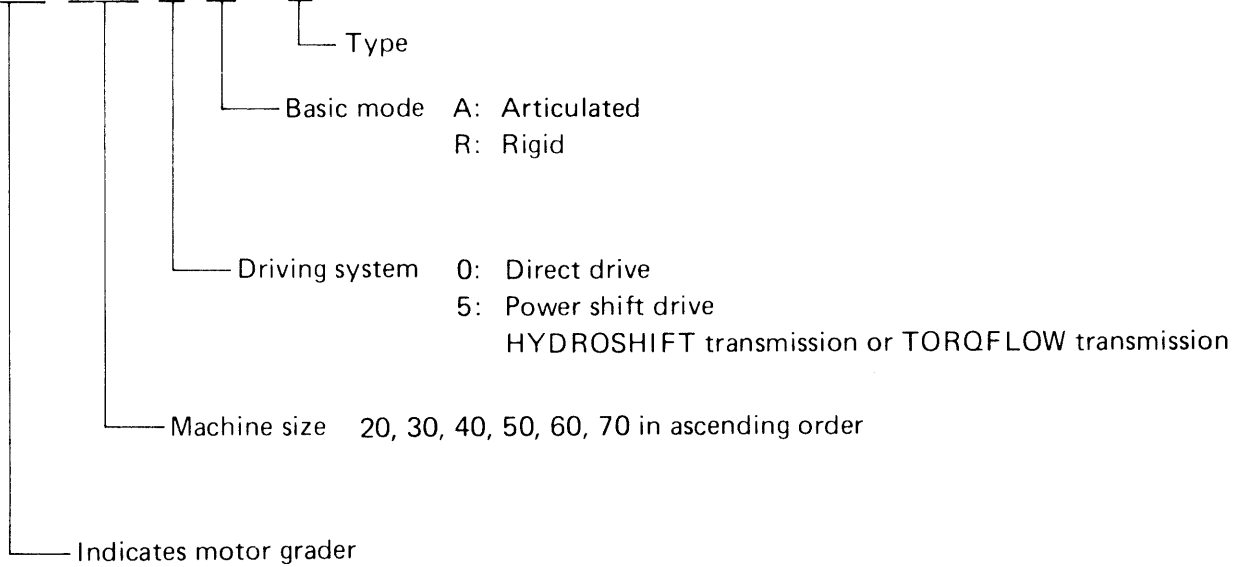 Type
Basic mode A: Articulated
R: Rigid
Driving system 0: Direct drive
5: Power shift drive
HYDROSHIFT transmission or TORQFLOW transmission
Machine size 20, 30, 40, 50, 60, 70 in ascending order
Indicates motor grader